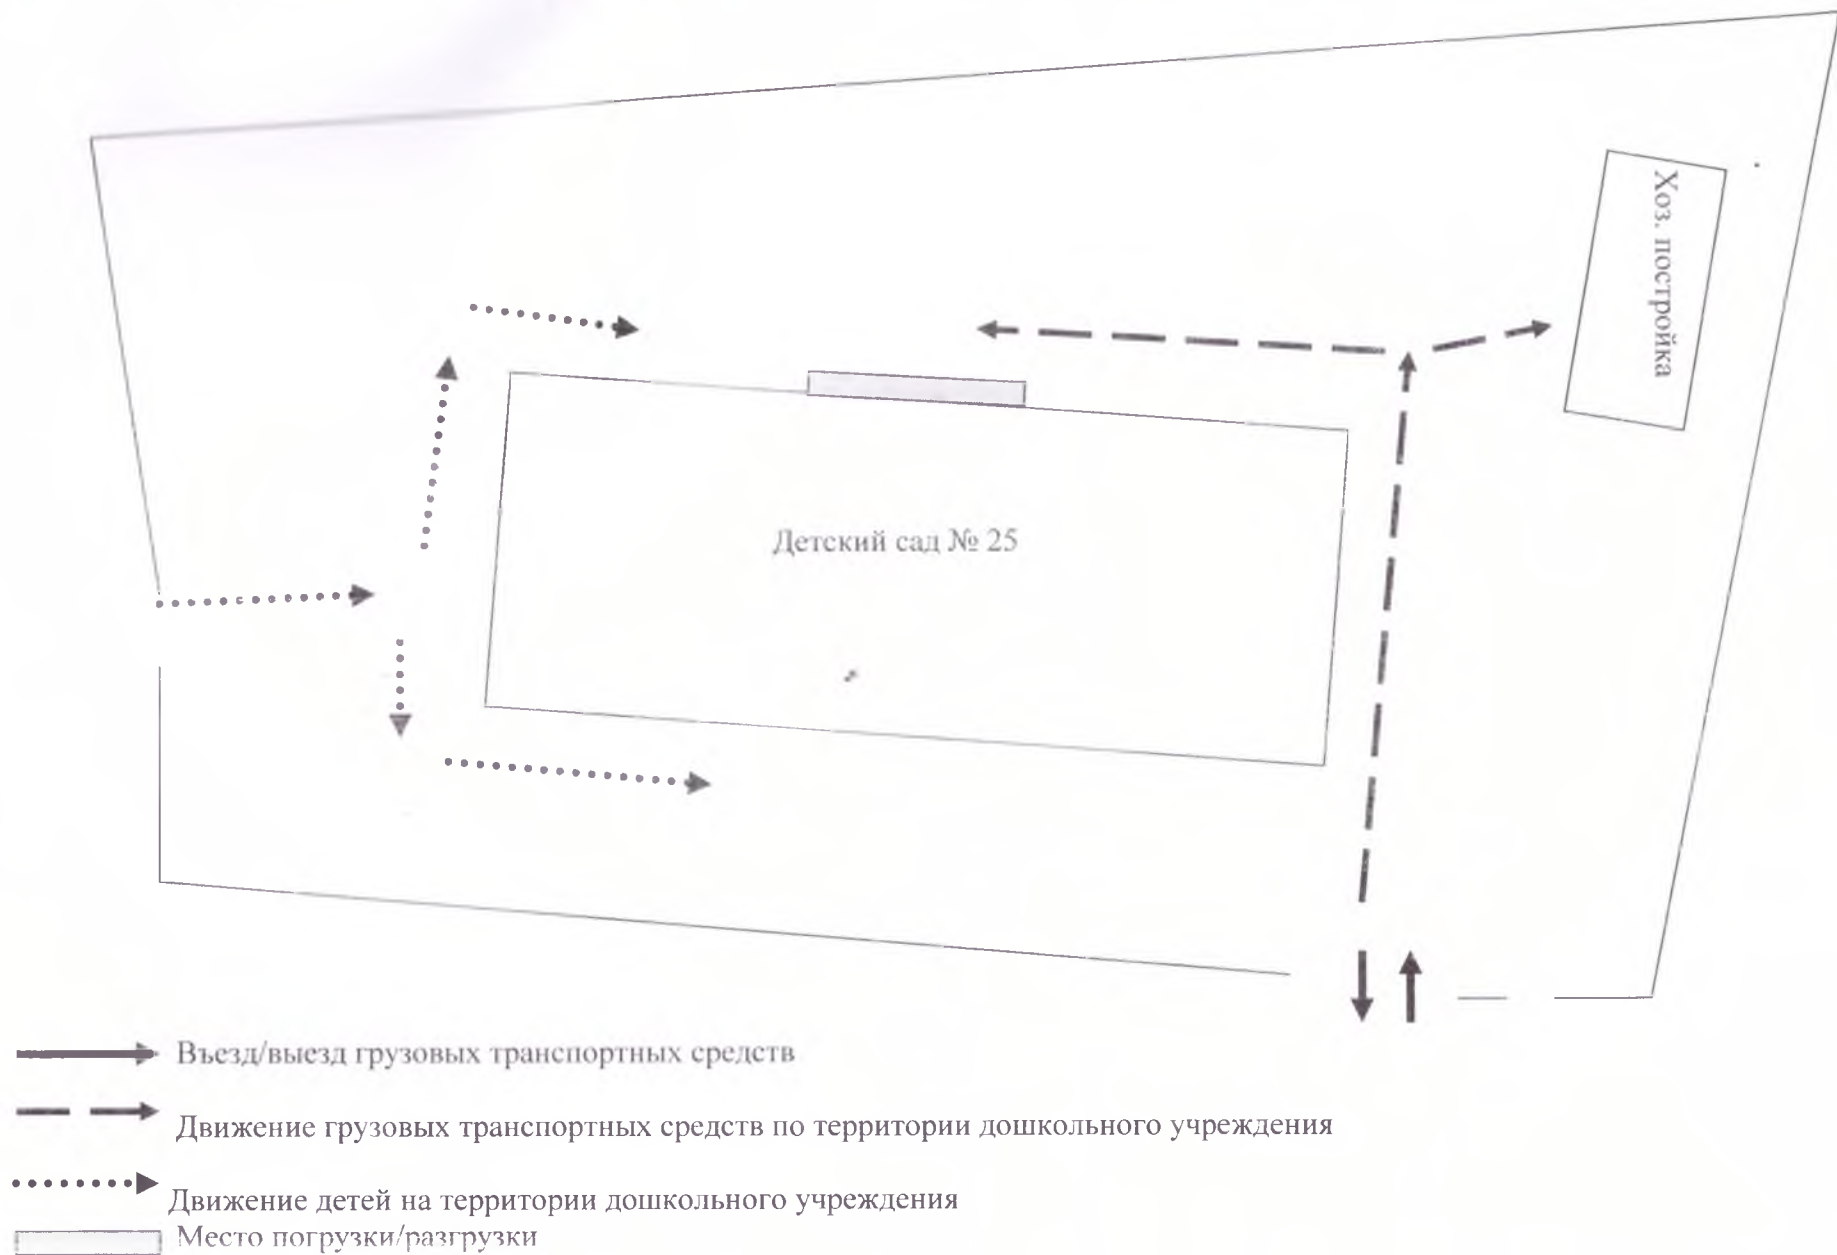 Хоз. постройка
Детский сад № 25
Въезд/выезд грузовых транспортных средств
Движение грузовых транспортных средств по территории дошкольного учреждения
Движение детей на территории дошкольного учреждения
Место погрузки/разгрузки